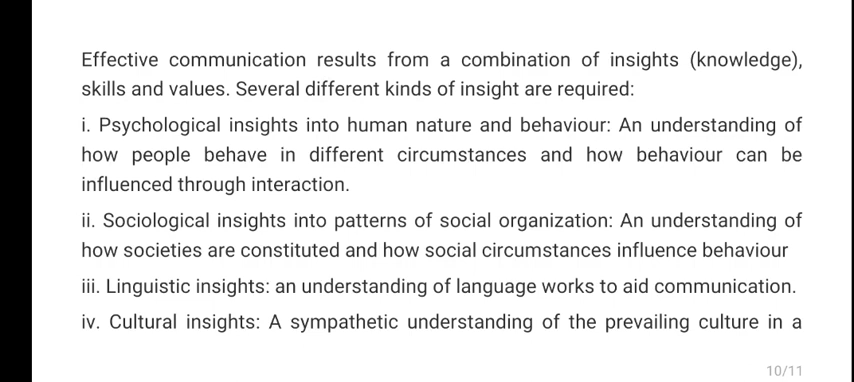 Effective communication results from a combination of insights (knowledge),
skills and values. Several different kinds of insight are required:
i. Psychological insights into human nature and behaviour: An understanding of
how people behave in different circumstances and how behaviour can be
influenced through interaction.
ii. Sociological insights into patterns of social organization: An understanding of
how societies are constituted and how social circumstances influence behaviour
iii. Linguistic insights: an understanding of language works to aid communication.
iv. Cultural insights: A sympathetic understanding of the prevailing culture in a
10/11